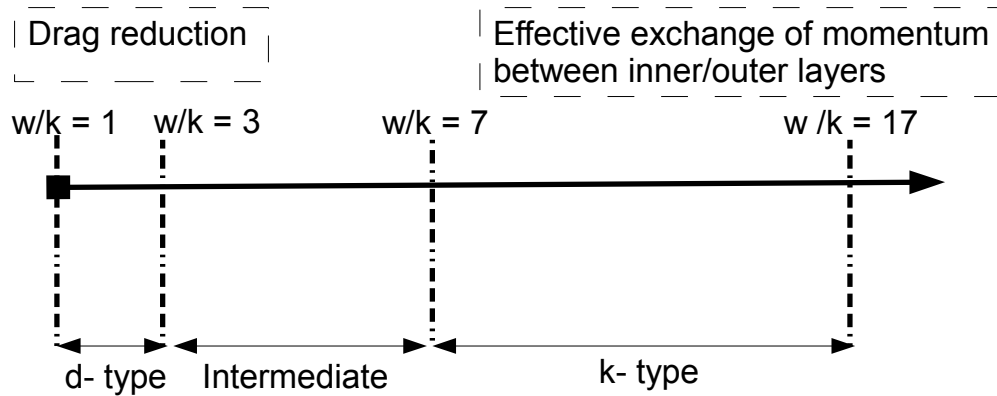 Drag reduction
Effective exchange of momentum
between inner/outer layers
w/k = 1
w/k = 3
w/k = 7
w /k = 17
d- type
Intermediate
k- type